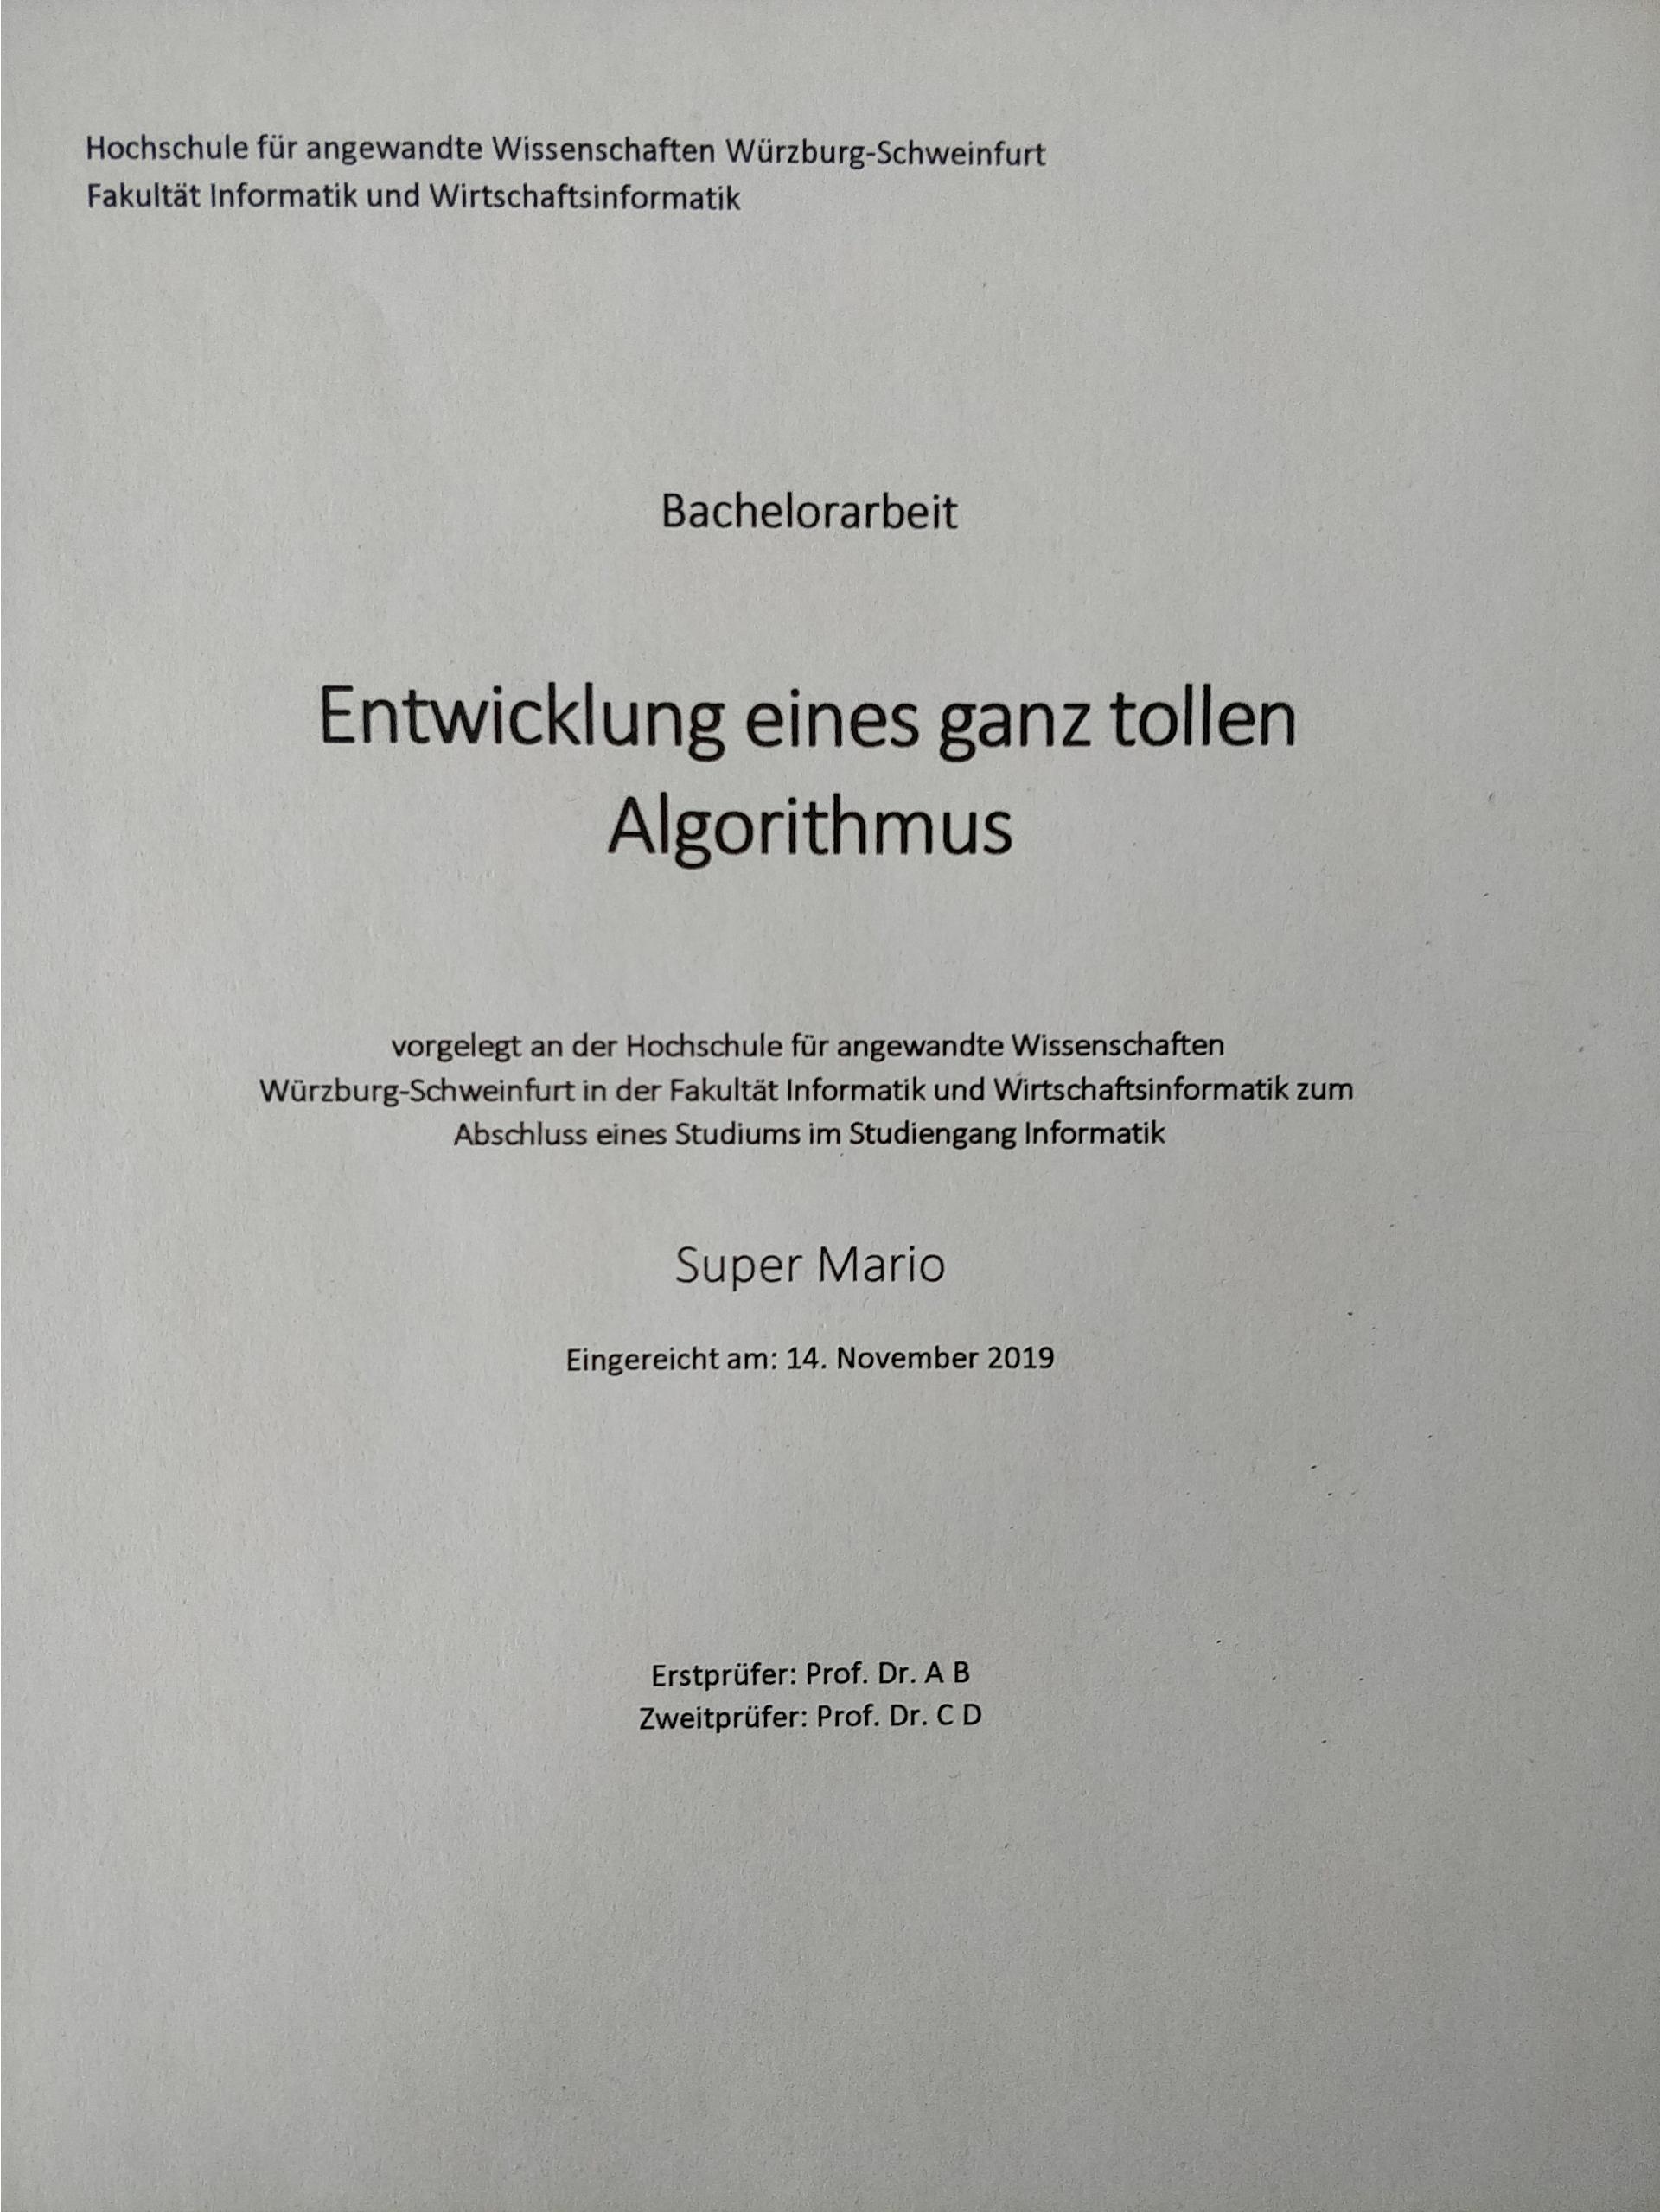 Hochschule für angewandte Wissenschaften Würzburg-Schweinfurt
Fakultät Informatik und Wirtschaftsinformatik
Bachelorarbeit
Entwicklung eines ganz tollen
Algorithmus
vorgelegt an der Hochschule für angewandte Wissenschaften
Würzburg-Schweinfurt in der Fakultät Informatik und Wirtschaftsinformatik zum
Abschluss eines Studiums im Studiengang Informatik
Super Mario
Eingereicht am: 14. November 2019
Erstprüfer: Prof. Dr. A B
Zweitprüfer: Prof. Dr. C D